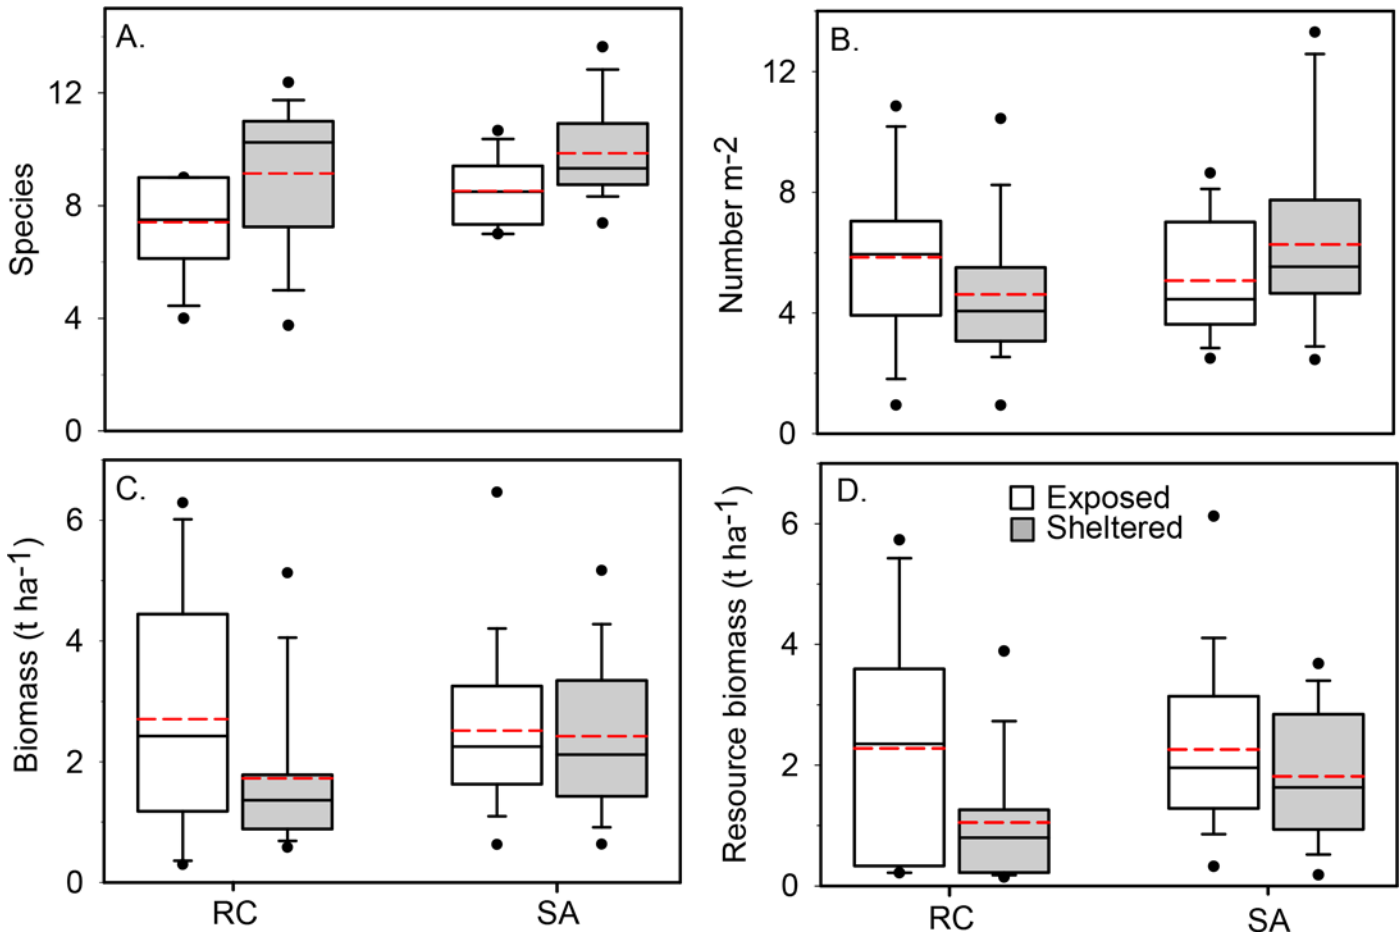 A.
Species
12
8
4
0
B.
Number m-2
12
8
4
0
C.
Biomass (t ha-1)
6
4
2
0
RC
SA
D.
Exposed
Sheltered
Resource biomass (t ha-1)
6
4
2
0
RC
SA